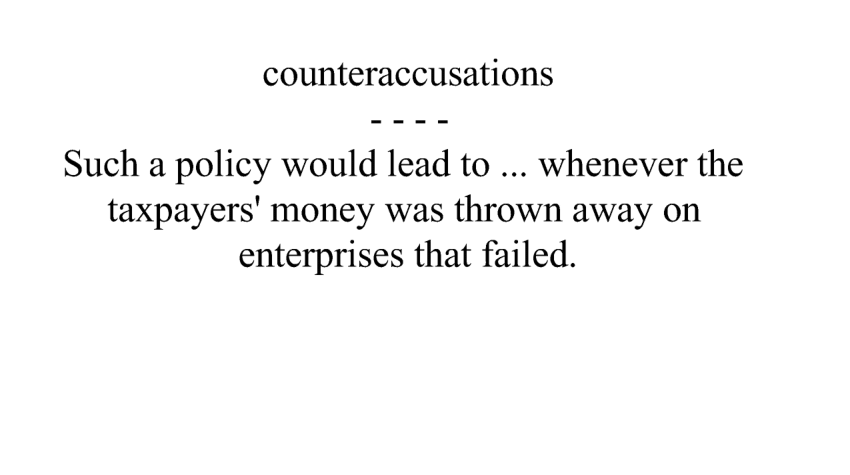 counteraccusations
- - - -
Such a policy would lead to ... whenever the
taxpayers' money was thrown away on
enterprises that failed.